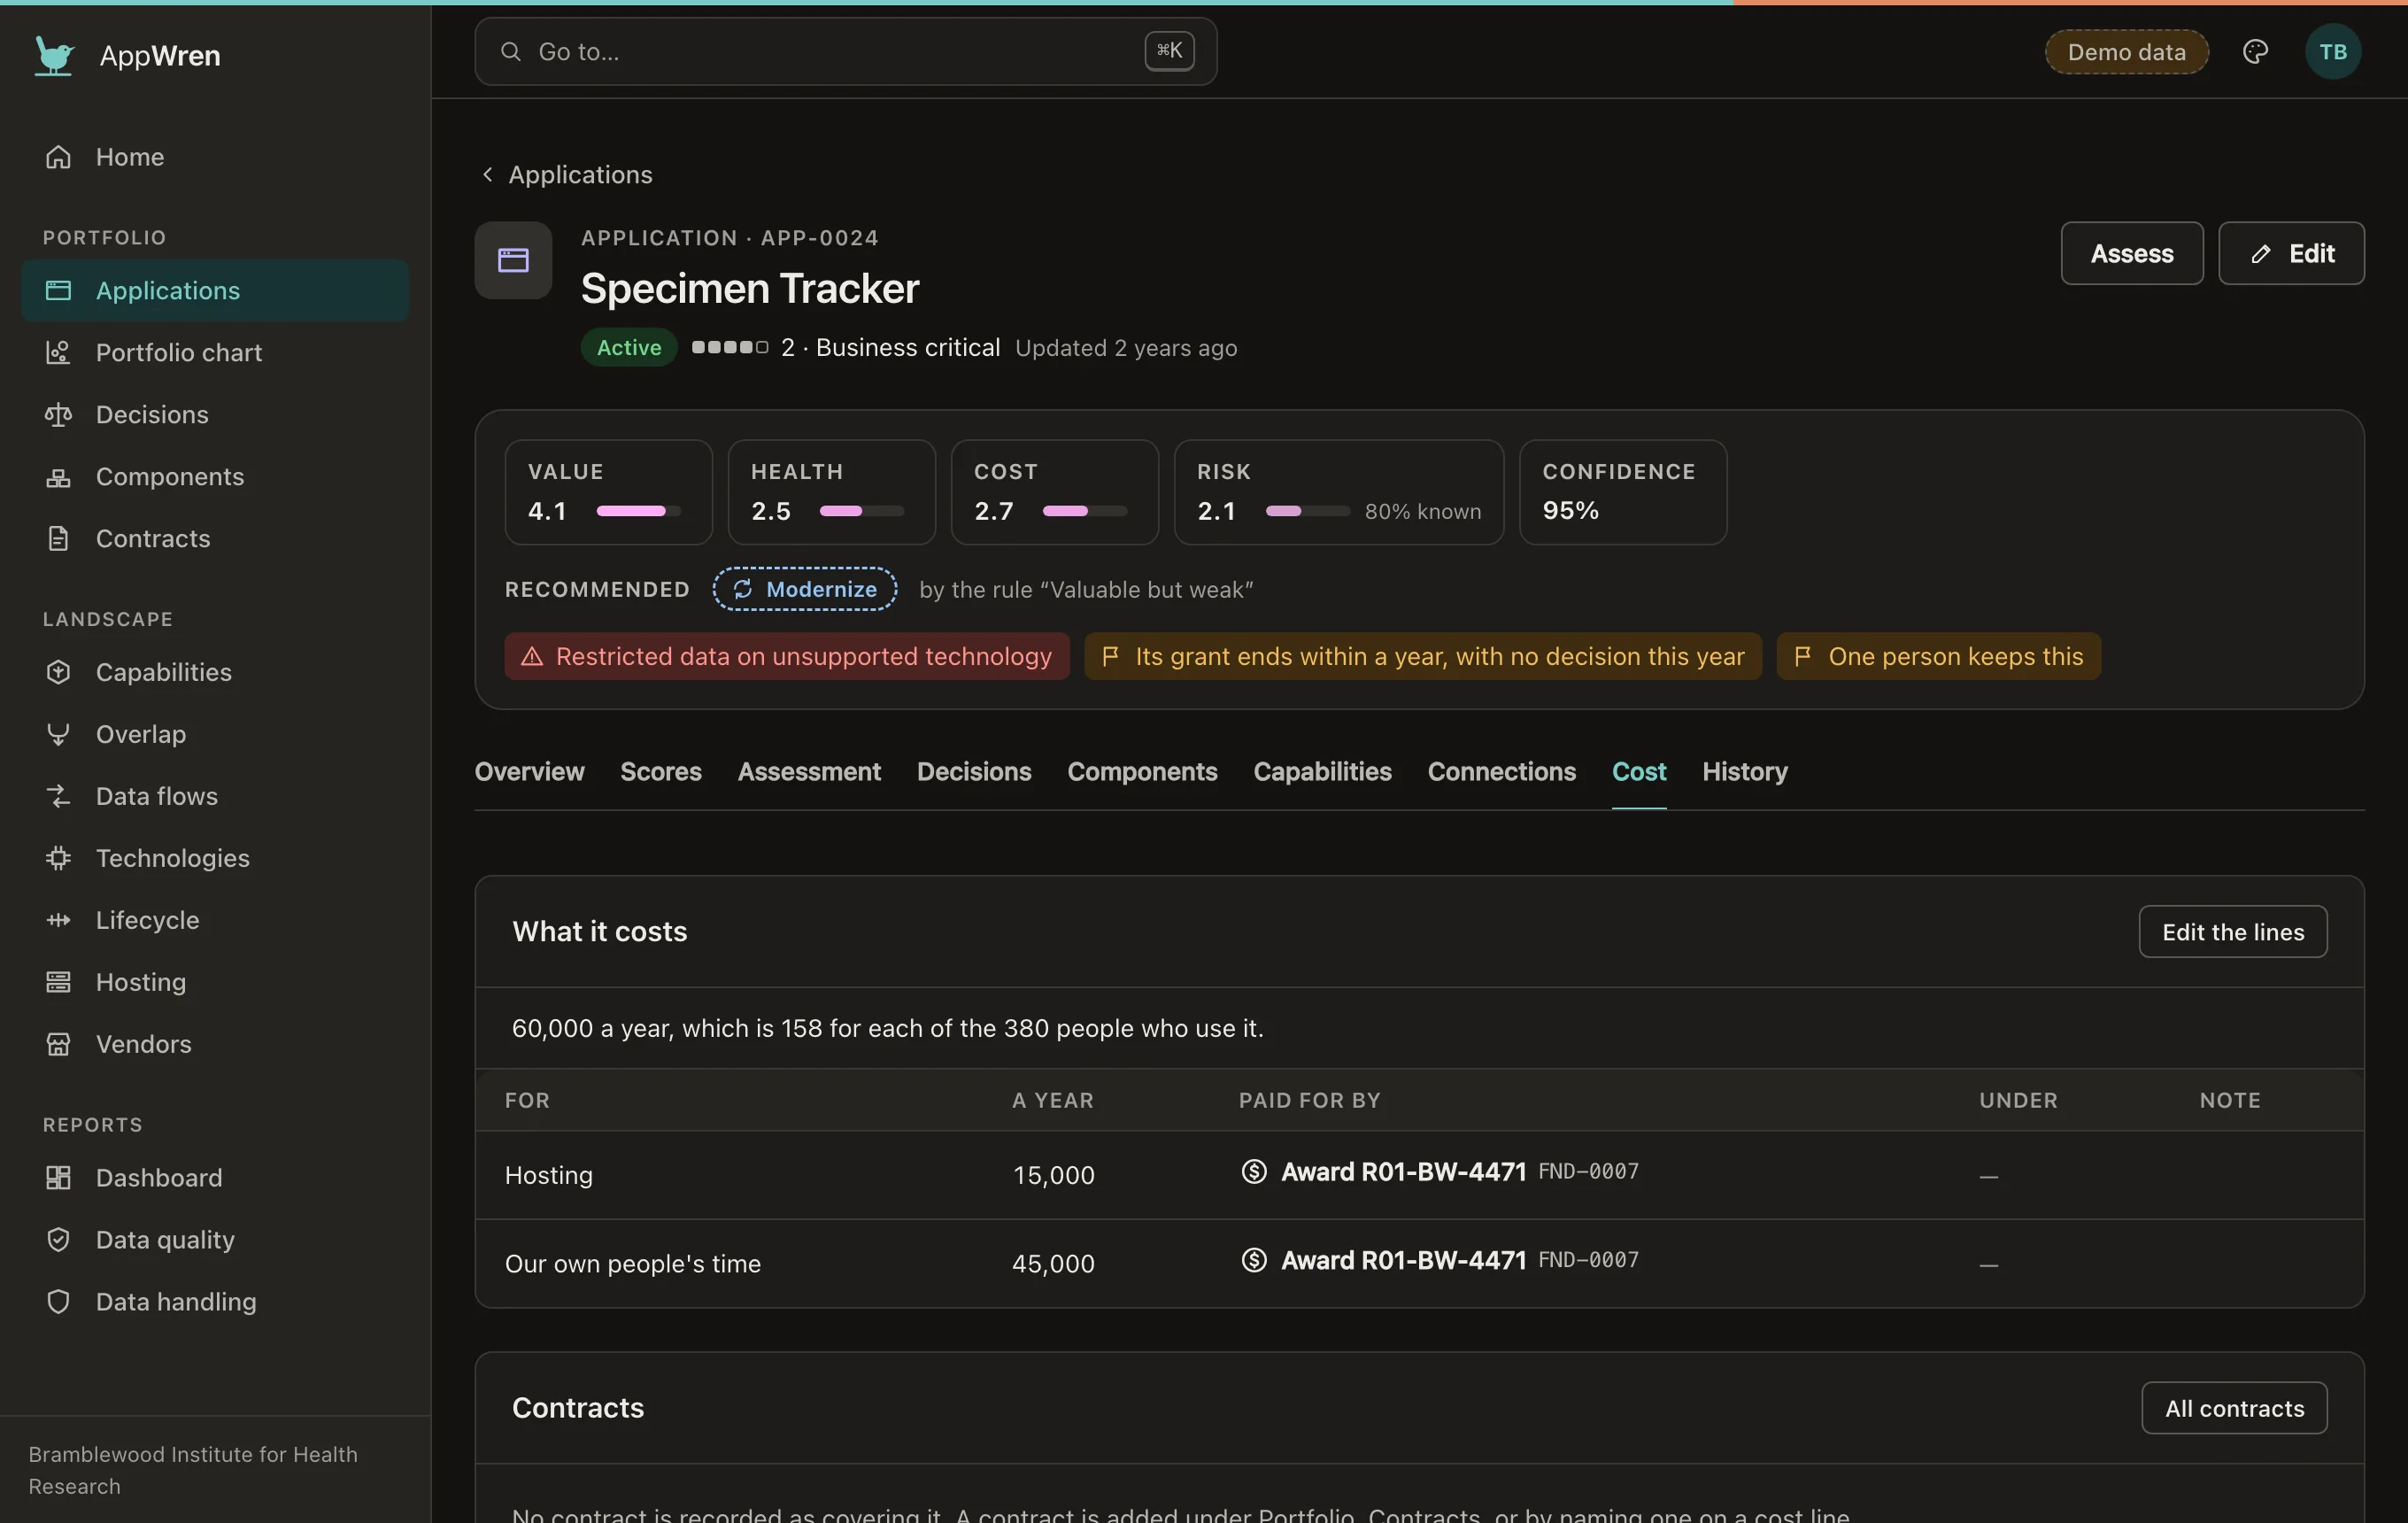 AppWren
Go to...
⌘K
Demo data
TB
Home
PORTFOLIO
Applications
Portfolio chart
Decisions
Components
Contracts
LANDSCAPE
Capabilities
Overlap
Data flows
Technologies
Lifecycle
Hosting
Vendors
REPORTS
Dashboard
Data quality
Data handling
Bramblewood Institute for Health
Research
Applications
APPLICATION · APP-0024
Specimen Tracker
Assess
Edit
Active 2 · Business critical Updated 2 years ago
VALUE
4.1
HEALTH
2.5
COST
2.7
RISK
2.1 80% known
CONFIDENCE
95%
RECOMMENDED Modernize by the rule “Valuable but weak”
Restricted data on unsupported technology
Its grant ends within a year, with no decision this year
One person keeps this
Overview Scores Assessment Decisions Components Capabilities Connections Cost History
What it costs
Edit the lines
60,000 a year, which is 158 for each of the 380 people who use it.
FOR A YEAR PAID FOR BY UNDER NOTE
Hosting 15,000 Award R01-BW-4471 FND-0007 —
Our own people's time 45,000 Award R01-BW-4471 FND-0007 —
Contracts
All contracts
No contract is recorded as covering it. A contract is added under Portfolio, Contracts, or by naming one on a cost line.